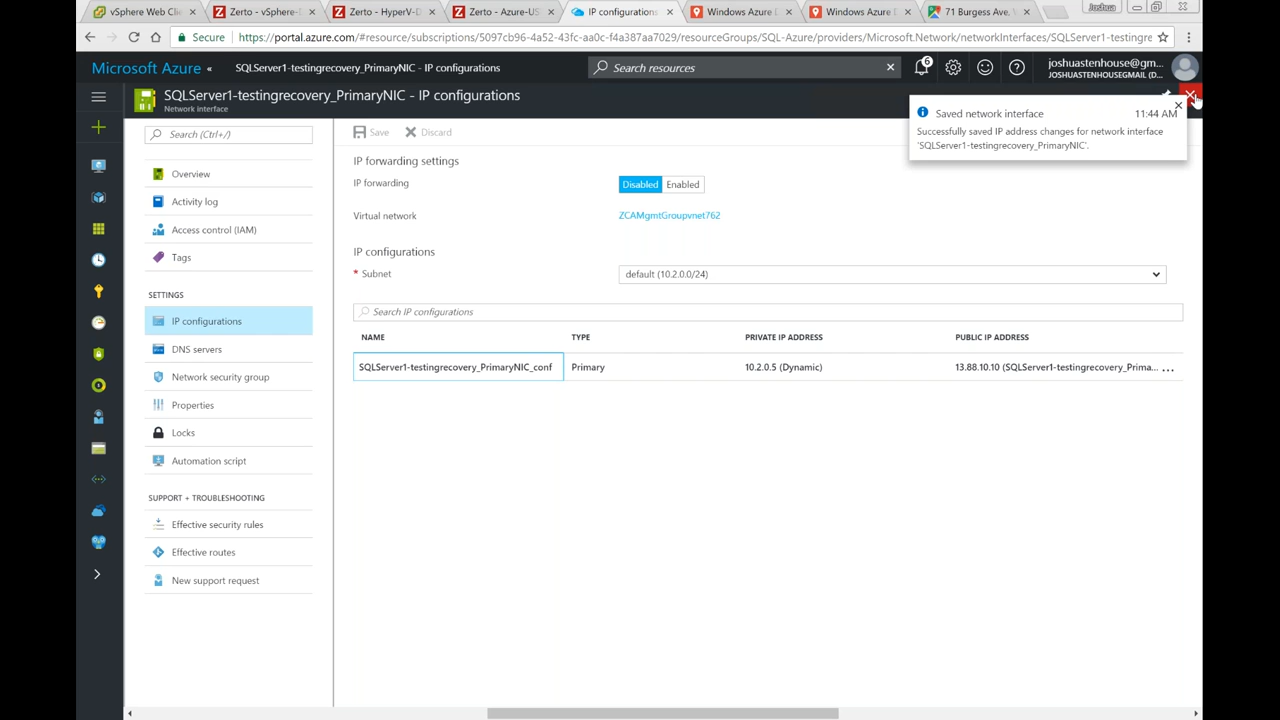 vSphere Web Clie
Zerto - vSphere-
Zerto - HyperV-D
Zerto - Azure-US
IP configurations
Windows Azure D
Windows Azure D
71 Burgess Ave, V
Joshua
Secure
https://portal.azure.com/#resource/subscriptions/5097cb96-4a52-43fc-aa0c-f4a387aa7029/resourceGroups/SQL-Azure/providers/Microsoft.Network/networkInterfaces/SQLServer1-testingre
Microsoft Azure
SQLServer1-testingrecovery_PrimaryNIC - IP configurations
Search resources
6
joshuastenhouse@gm...
JOSHUASTENHOUSEGMAIL (D...
SQLServer1-testingrecovery_PrimaryNIC - IP configurations
Network interface
Saved network interface
11:44 AM
Successfully saved IP address changes for network interface
'SQLServer1-testingrecovery_PrimaryNIC'.
Search (Ctrl+/)
Overview
Activity log
Access control (IAM)
Tags
SETTINGS
IP configurations
DNS servers
Network security group
Properties
Locks
Automation script
SUPPORT + TROUBLESHOOTING
Effective security rules
Effective routes
New support request
Save
Discard
IP forwarding settings
IP forwarding
Disabled
Enabled
Virtual network
ZCAMgmtGroupvnet762
IP configurations
* Subnet
default (10.2.0.0/24)
Search IP configurations
NAME
TYPE
PRIVATE IP ADDRESS
PUBLIC IP ADDRESS
SQLServer1-testingrecovery_PrimaryNIC_conf
Primary
10.2.0.5 (Dynamic)
13.88.10.10 (SQLServer1-testingrecovery_Prima...